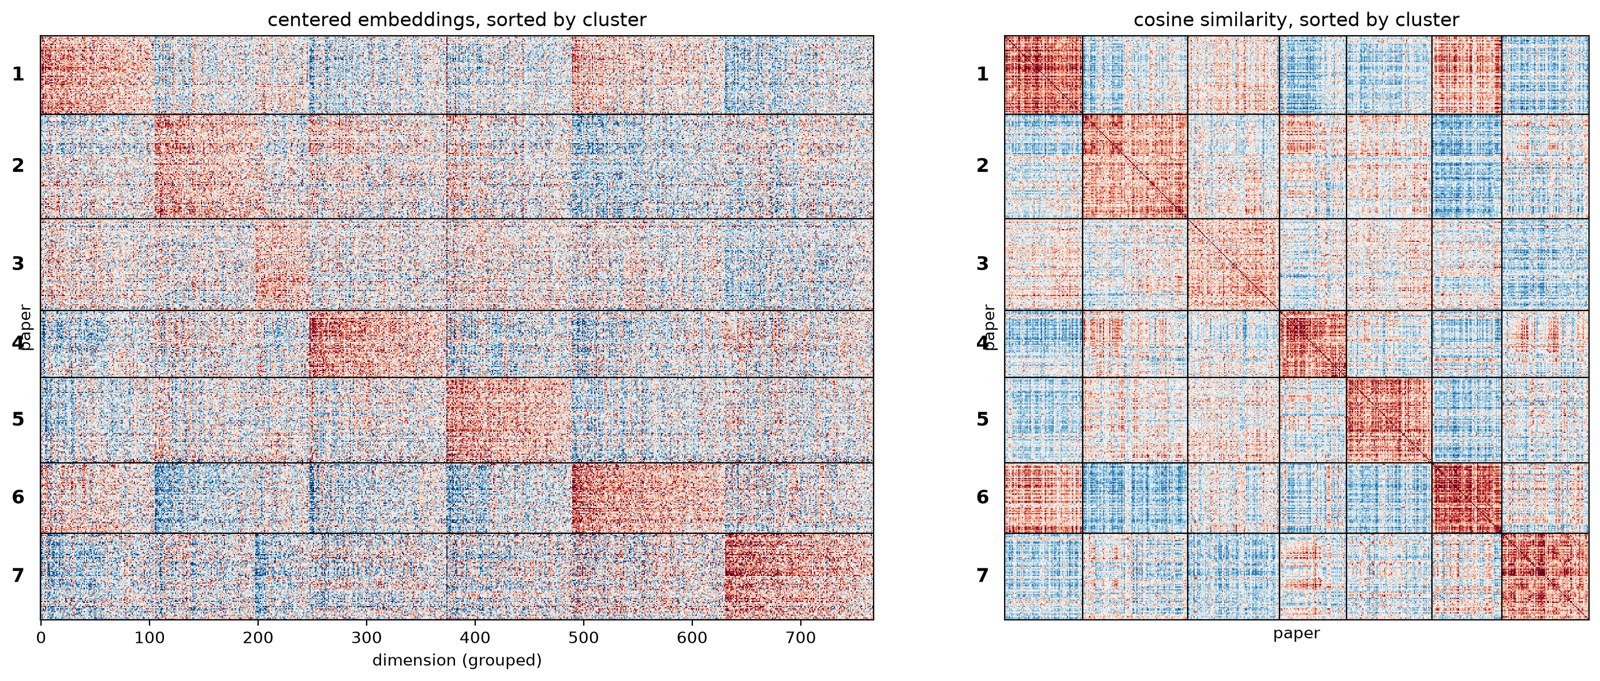 centered embeddings, sorted by cluster
1
2
3
4
5
6
7
paper
0 100 200 300 400 500 600 700
dimension (grouped)
cosine similarity, sorted by cluster
1
2
3
4
5
6
7
paper
paper